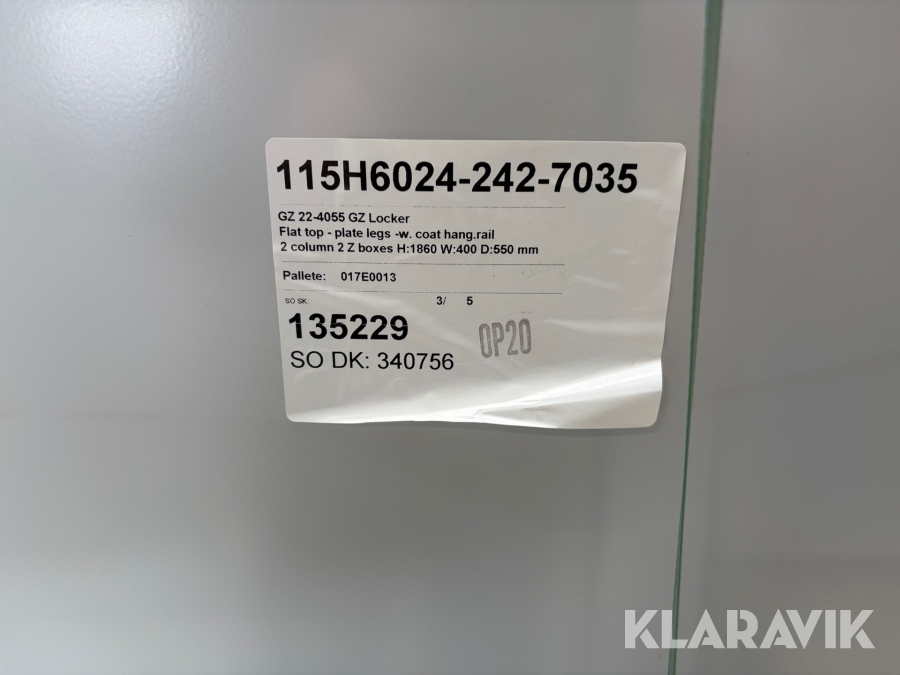 115H6024-242-7035
GZ 22-4055 GZ Locker
Flat top - plate legs -w. coat hang.rail
2 column 2 Z boxes H:1860 W:400 D:550 mm
Pallete: 017E0013
SO SK: 3/ 5
135229
OP20
SO DK: 340756
KLARAVIK